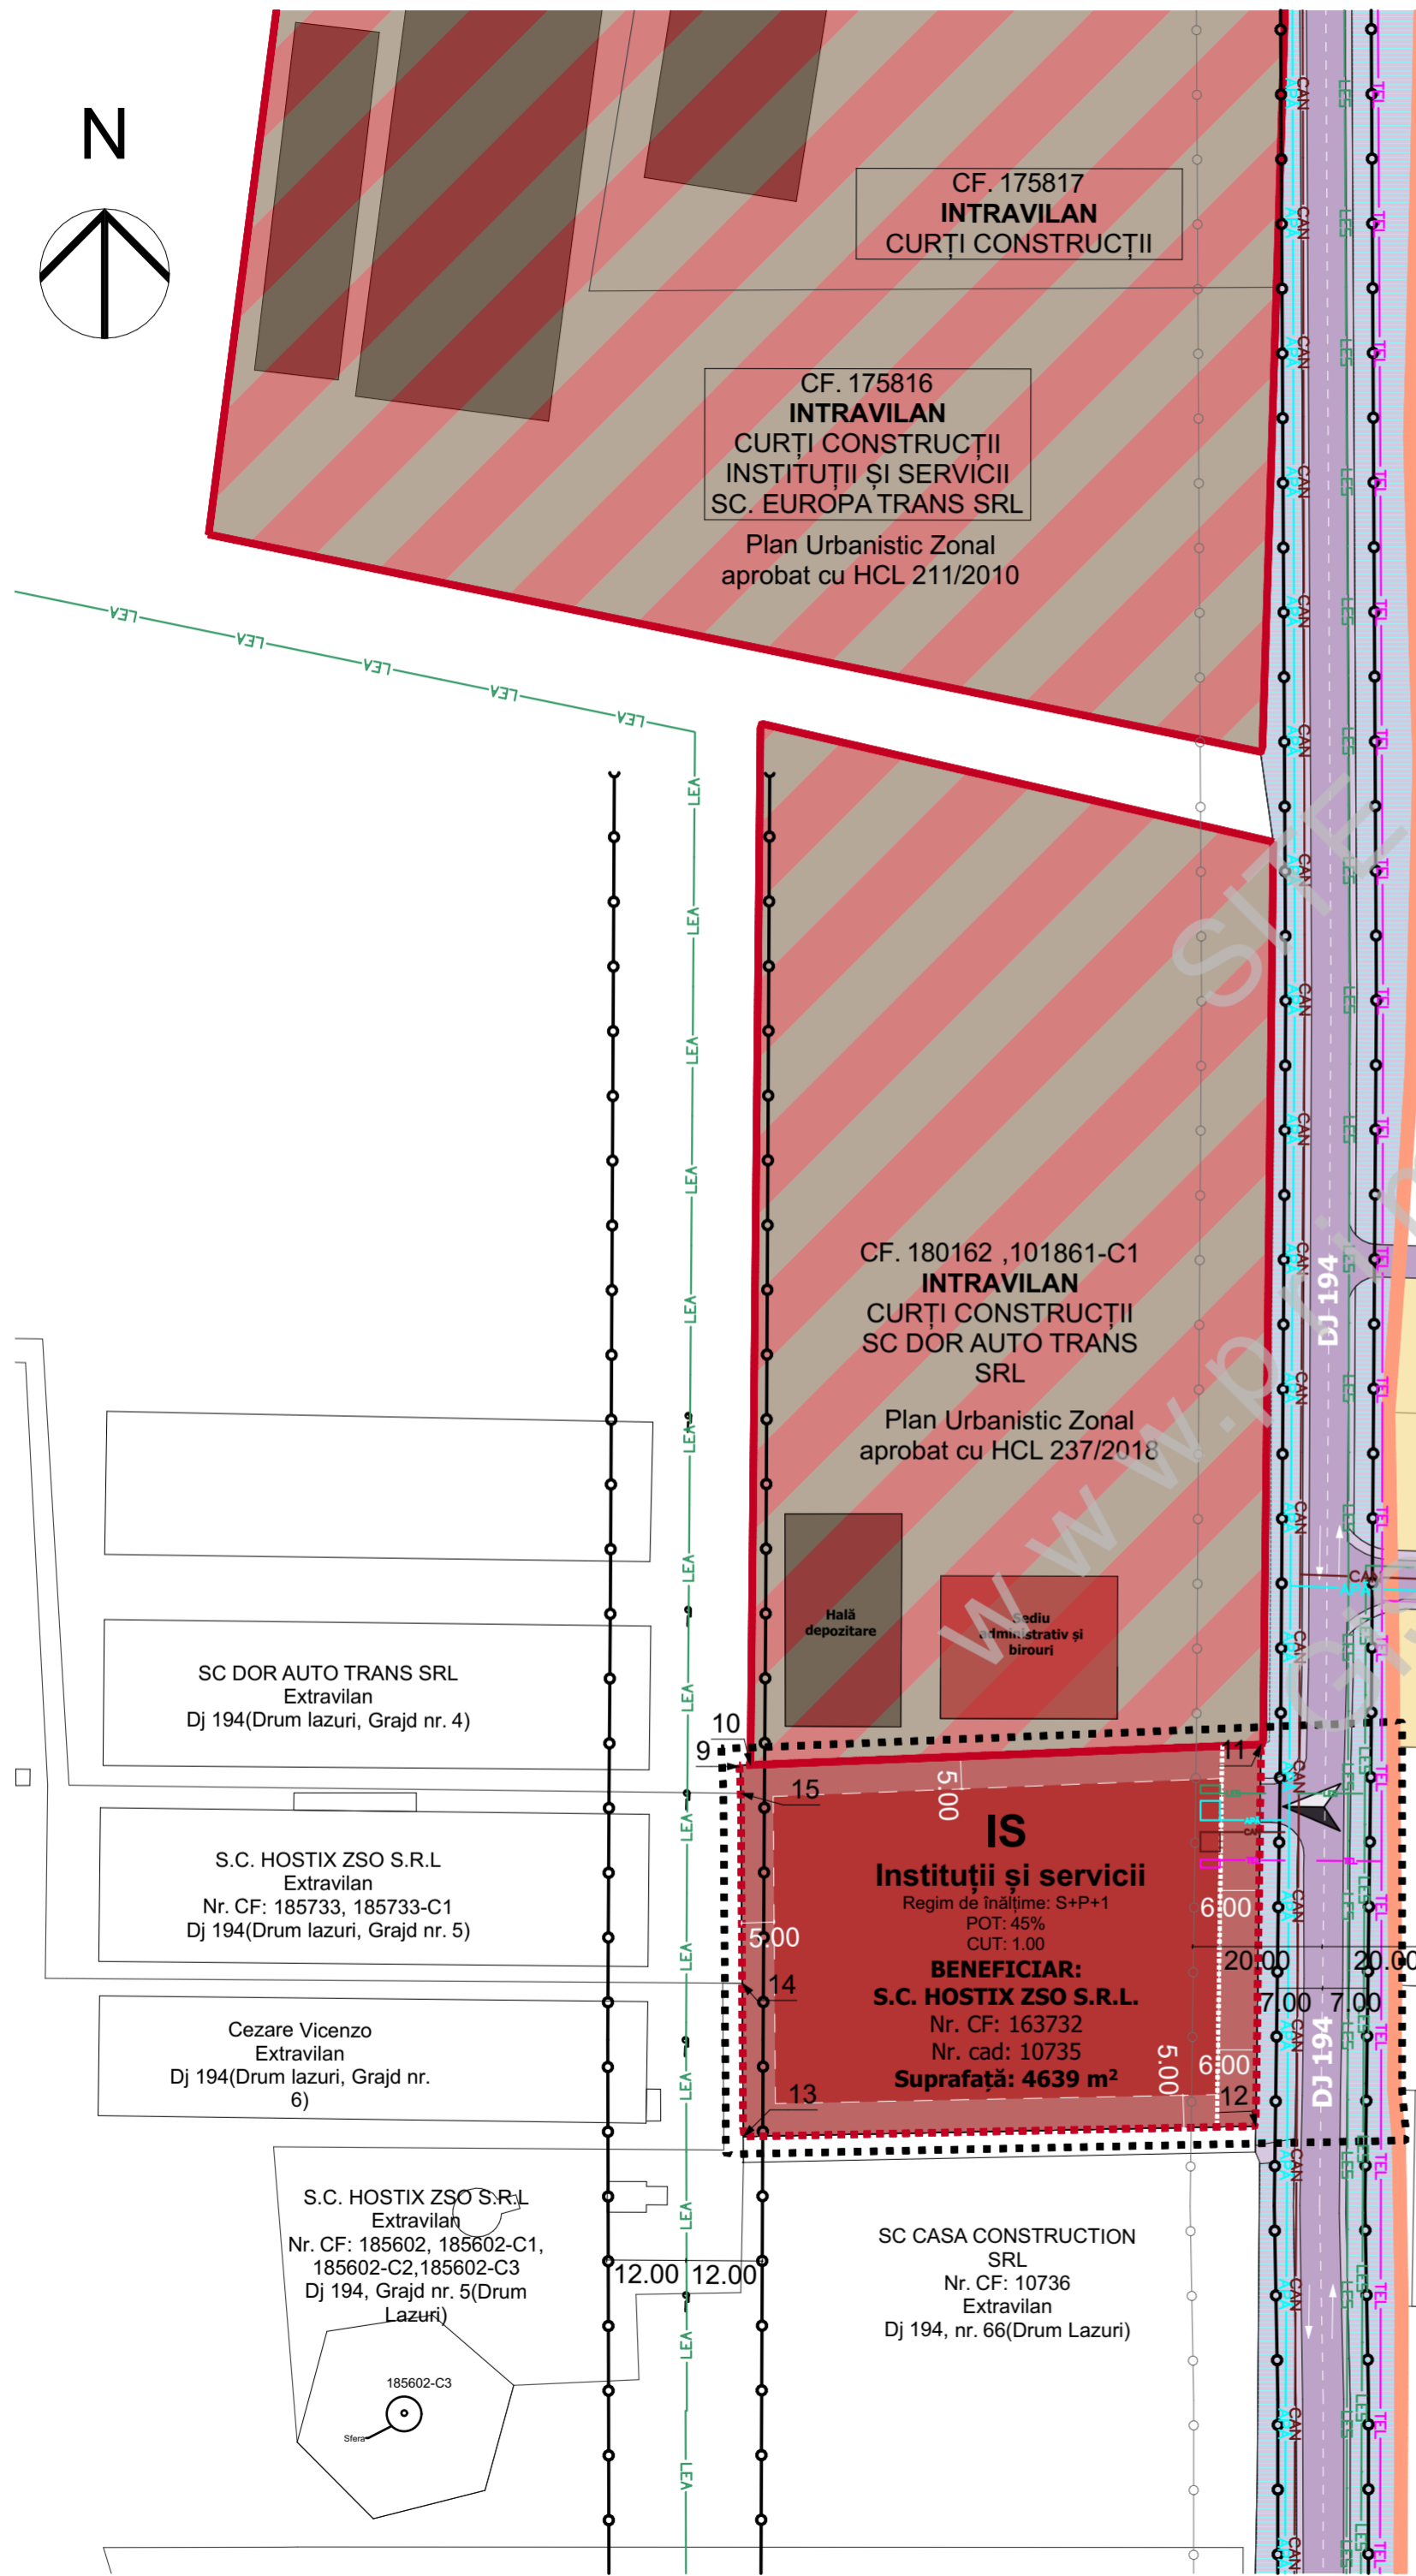 N
CF. 175817
INTRAVILAN
CURȚI CONSTRUCȚII
CF. 175816
INTRAVILAN
CURȚI CONSTRUCȚII
INSTITUȚII ȘI SERVICII
SC. EUROPA TRANS SRL
Plan Urbanistic Zonal
aprobat cu HCL 211/2010
LEA
APA
CAN
LES
TEL
SITE
CF. 180162 ,101861-C1
INTRAVILAN
CURȚI CONSTRUCȚII
SC DOR AUTO TRANS
SRL
Plan Urbanistic Zonal
aprobat cu HCL 237/2018
DJ 194
www.prim
Hală
depozitare
Sediu
administrativ și
birouri
SC DOR AUTO TRANS SRL
Extravilan
Dj 194(Drum lazuri, Grajd nr. 4)
10
9
11
15
5.00
IS
Instituții și servicii
Regim de înălțime: S+P+1
POT: 45%
CUT: 1.00
BENEFICIAR:
S.C. HOSTIX ZSO S.R.L.
Nr. CF: 163732
Nr. cad: 10735
Suprafață: 4639 m²
5.00
6.00
20.00
20.00
7.00
7.00
DJ 194
5.00
6.00
14
13
12
S.C. HOSTIX ZSO S.R.L
Extravilan
Nr. CF: 185733, 185733-C1
Dj 194(Drum lazuri, Grajd nr. 5)
Cezare Vicenzo
Extravilan
Dj 194(Drum lazuri, Grajd nr.
6)
S.C. HOSTIX ZSO S.R.L
Extravilan
Nr. CF: 185602, 185602-C1,
185602-C2,185602-C3
Dj 194, Grajd nr. 5(Drum
Lazuri)
12.00
12.00
SC CASA CONSTRUCTION
SRL
Nr. CF: 10736
Extravilan
Dj 194, nr. 66(Drum Lazuri)
185602-C3
Sfera